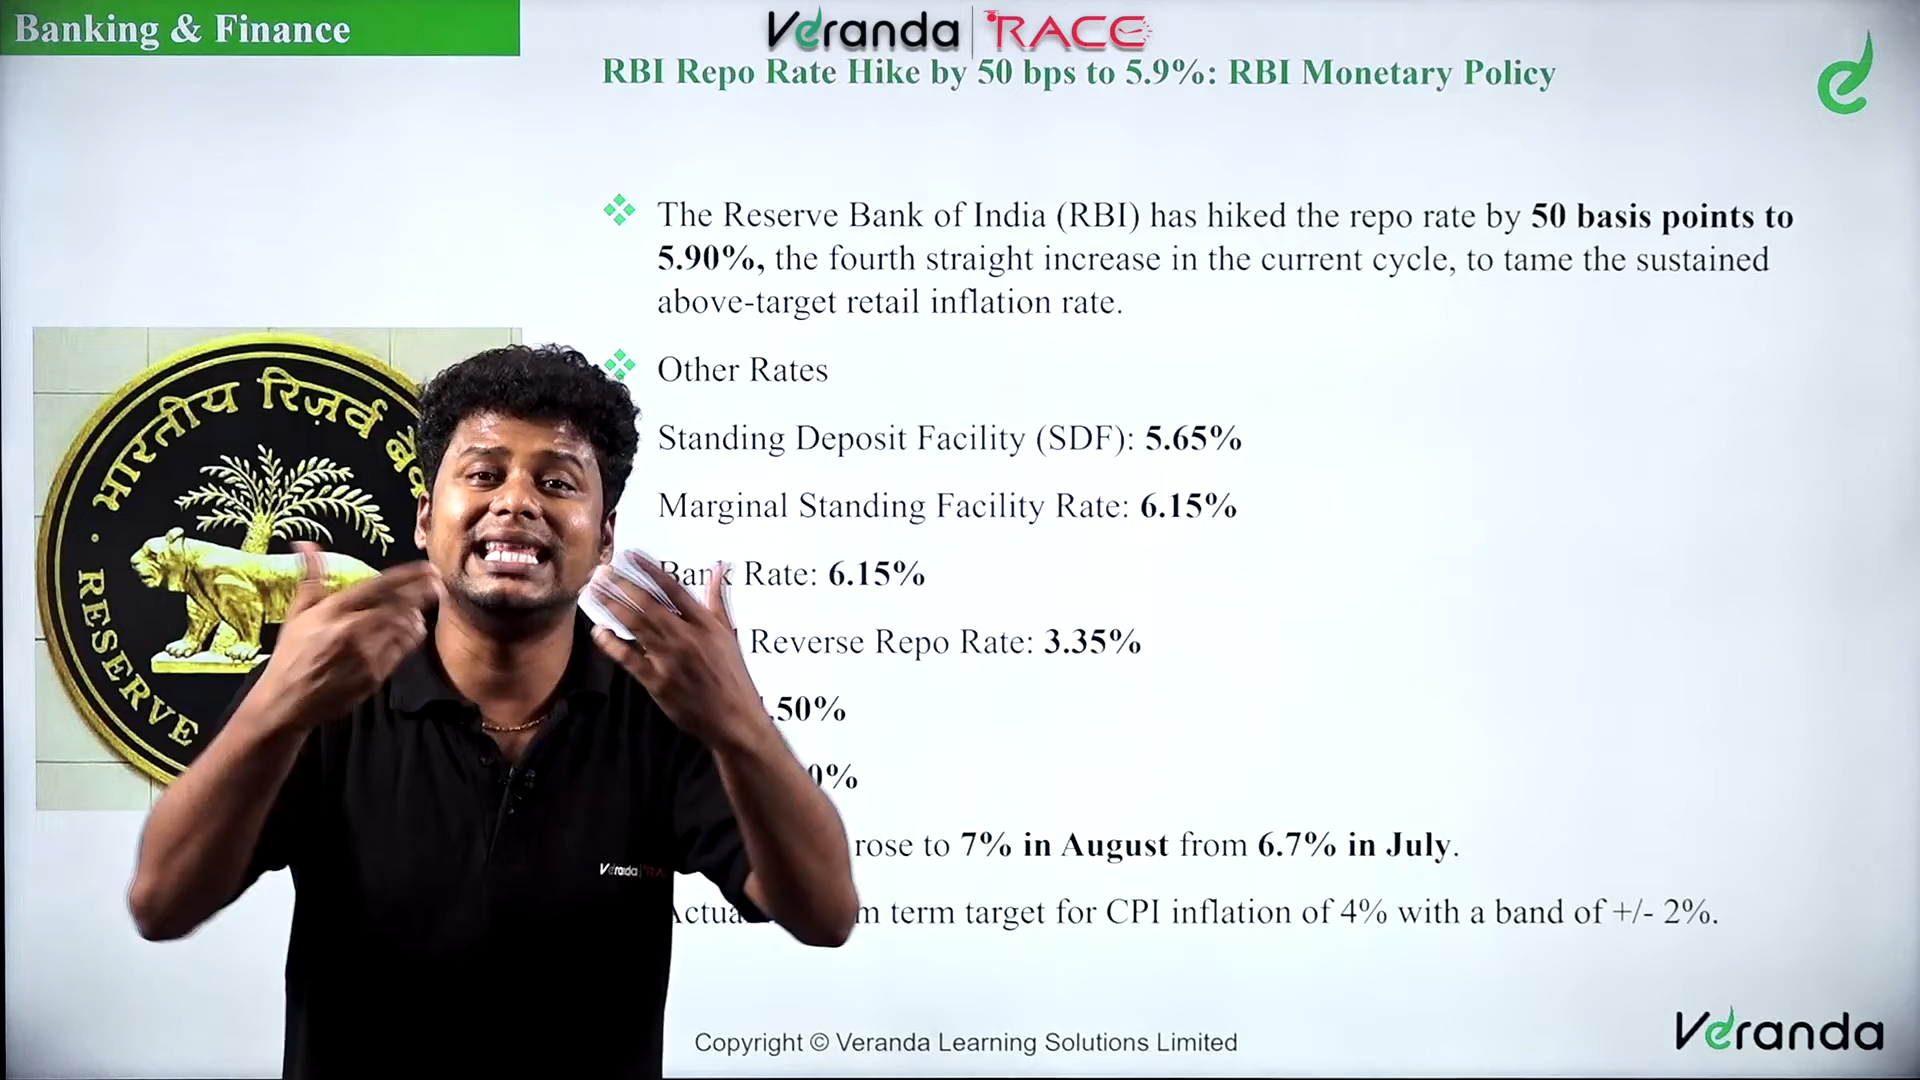 Banking & Finance
Veranda RACE
RBI Repo Rate Hike by 50 bps to 5.9%: RBI Monetary Policy
The Reserve Bank of India (RBI) has hiked the repo rate by 50 basis points to
5.90%, the fourth straight increase in the current cycle, to tame the sustained
above-target retail inflation rate.
Other Rates
Standing Deposit Facility (SDF): 5.65%
Marginal Standing Facility Rate: 6.15%
Bank Rate: 6.15%
Reverse Repo Rate: 3.35%
.50%
0%
rose to 7% in August from 6.7% in July.
term target for CPI inflation of 4% with a band of +/- 2%.
भारतीय रिज़र्व
RESERVE
Veranda
Copyright © Veranda Learning Solutions Limited
Veranda